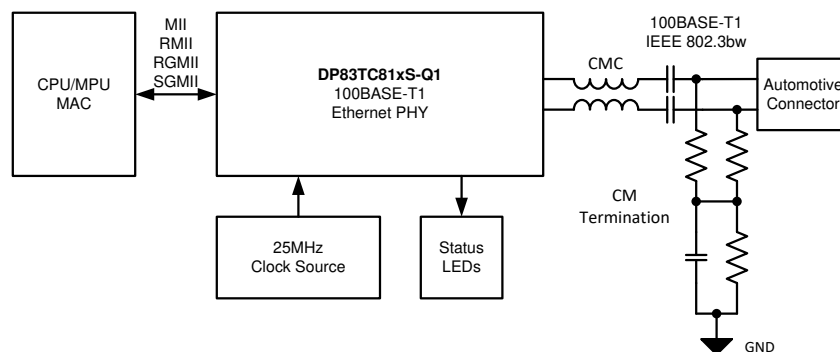 MII
RMII
RGMII
SGMII
CPU/MPU
MAC
DP83TC81xS-Q1
100BASE-T1
Ethernet PHY
CMC
100BASE-T1
IEEE 802.3bw
Automotive
Connector
CM
Termination
25MHz
Clock Source
Status
LEDs
GND